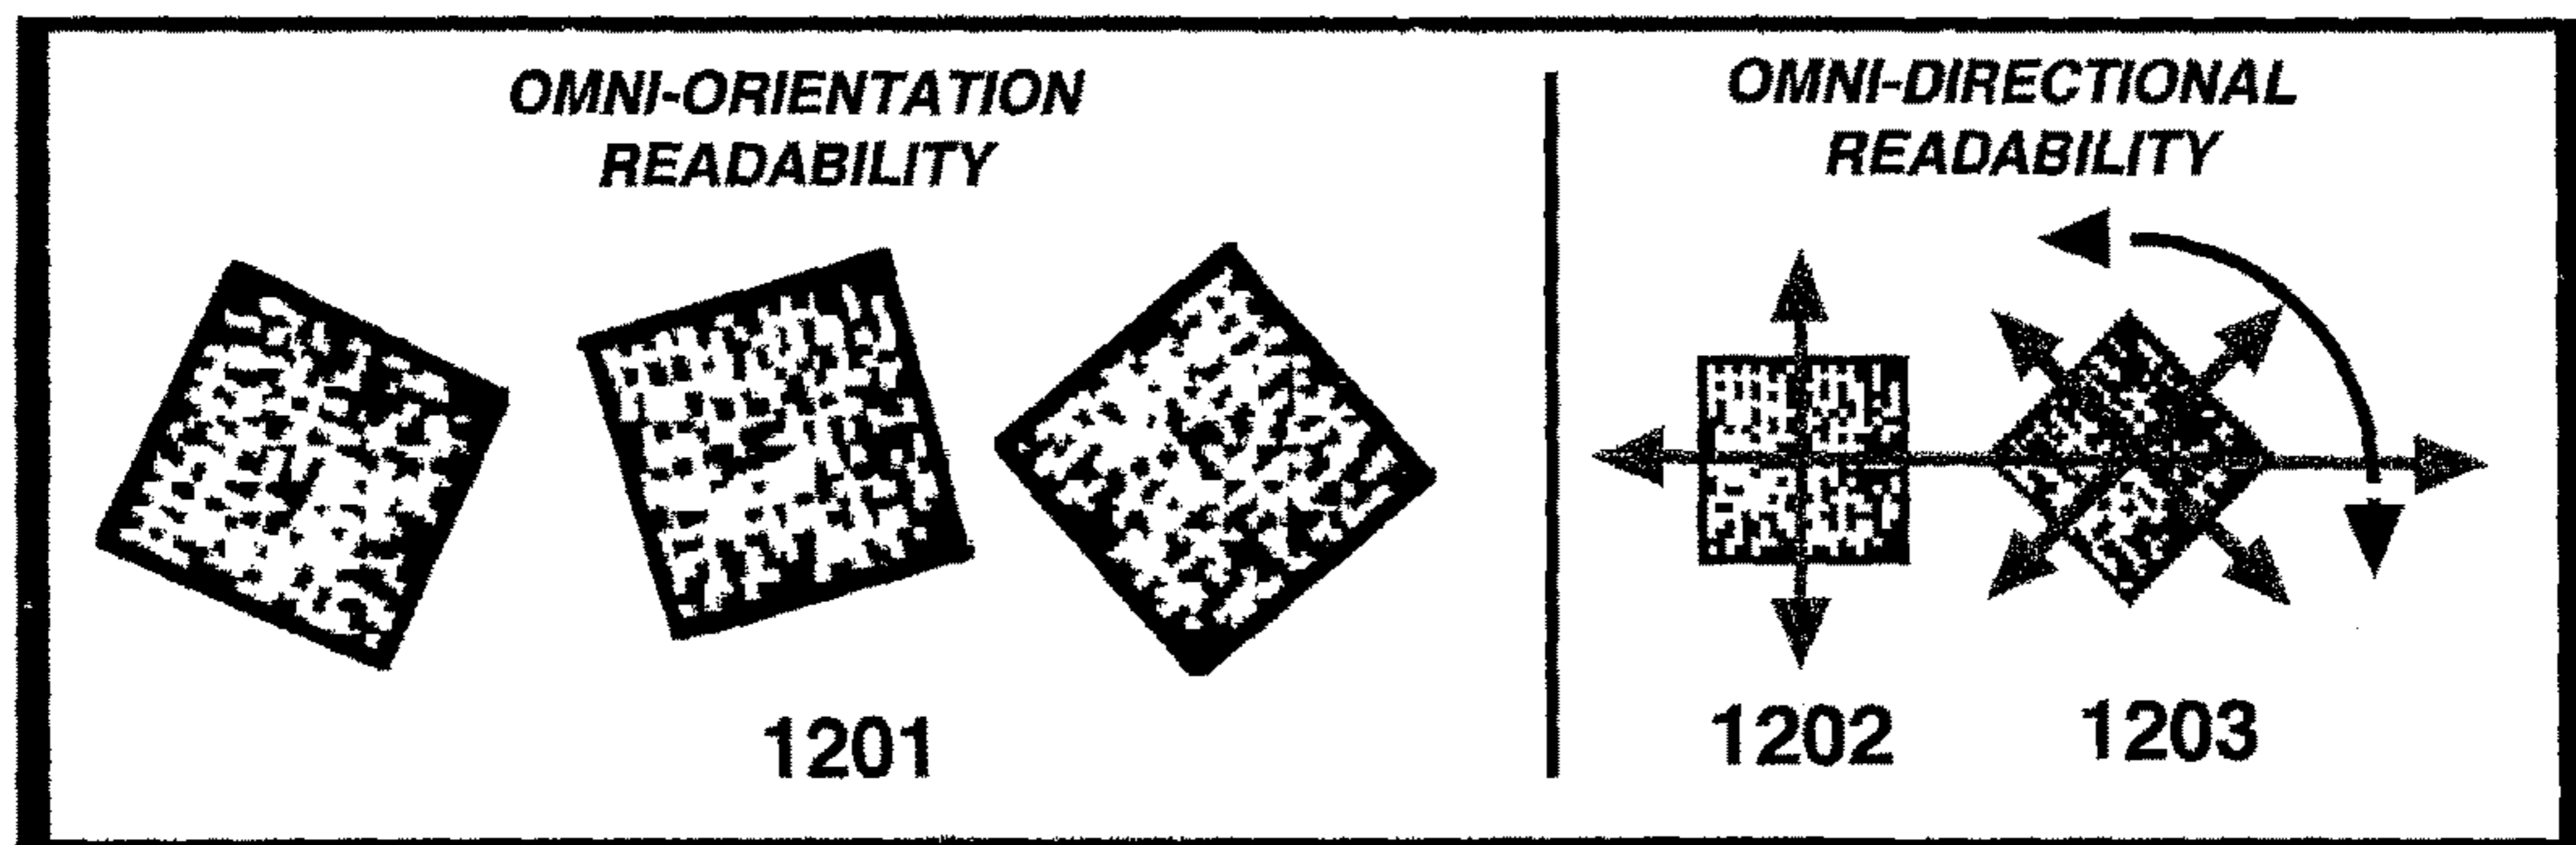 OMNI-ORIENTATION
READABILITY
OMNI-DIRECTIONAL
READABILITY
1201
1202
1203